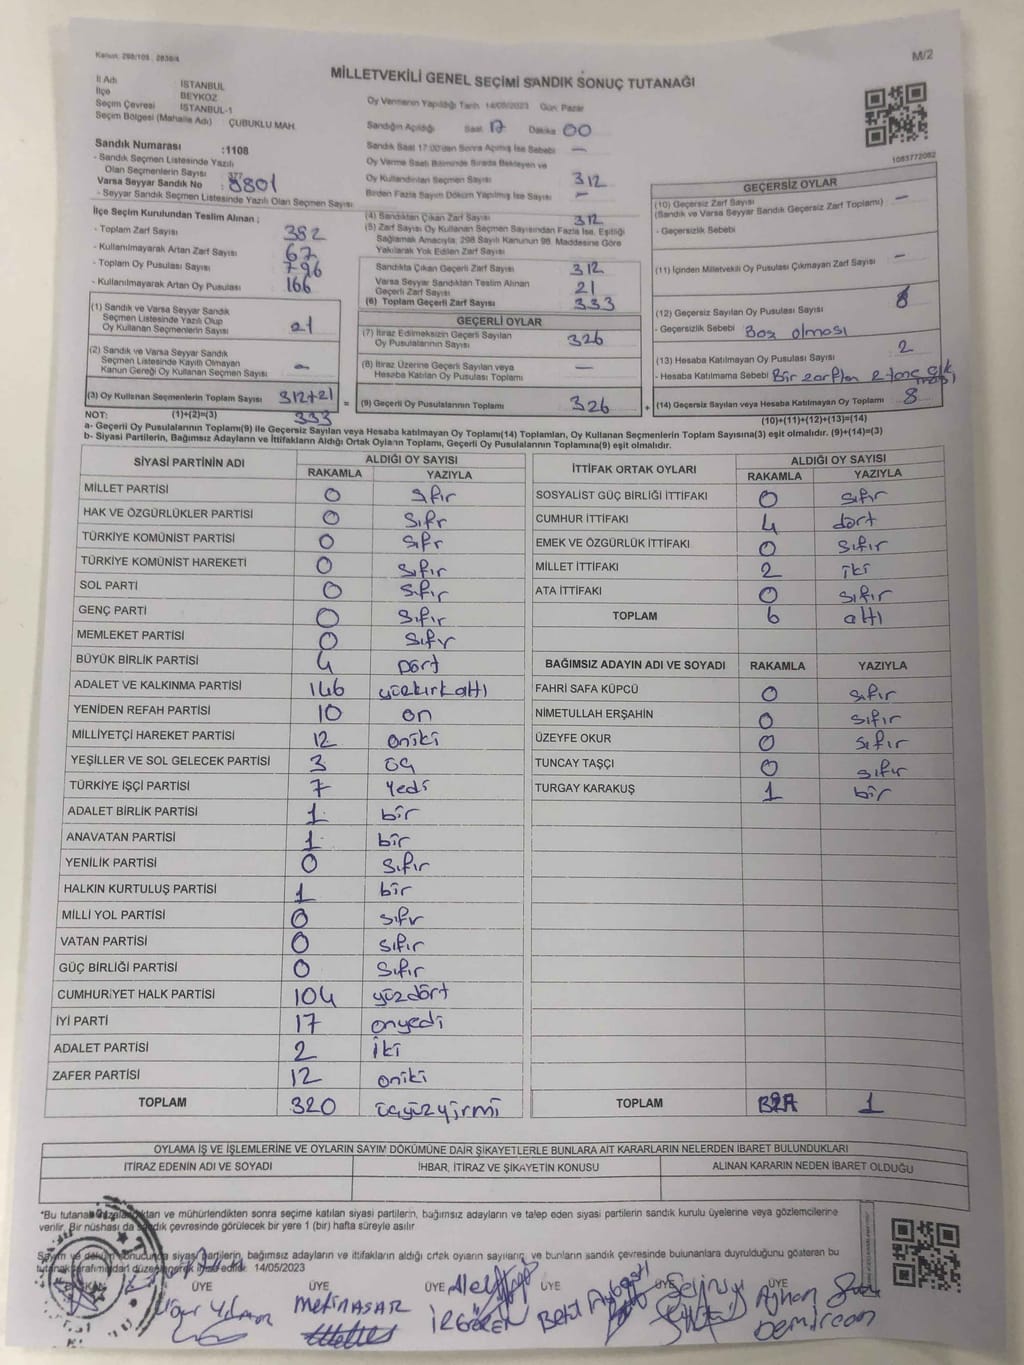 Kanun: 298/105 , 2839/4
M/2
MİLLETVEKİLİ GENEL SEÇİMİ SANDIK SONUÇ TUTANAĞI
İl Adı : İSTANBUL
İlçe : BEYKOZ
Seçim Çevresi : İSTANBUL-1
Seçim Bölgesi (Mahalle Adı) : ÇUBUKLU MAH.
Sandık Numarası :1108
- Sandık Seçmen Listesinde Yazılı
Olan Seçmenlerin Sayısı : 377
Varsa Seyyar Sandık No : 8801
- Seyyar Sandık Seçmen Listesinde Yazılı Olan Seçmen Sayısı
İlçe Seçim Kurulundan Teslim Alınan ;
- Toplam Zarf Sayısı 382
- Kullanılmayarak Artan Zarf Sayısı 67
- Toplam Oy Pusulası Sayısı 796
- Kullanılmayarak Artan Oy Pusulası 166
(1) Sandık ve Varsa Seyyar Sandık
Seçmen Listesinde Yazılı Olup
Oy Kullanan Seçmenlerin Sayısı 21
(2) Sandık ve Varsa Seyyar Sandık
Seçmen Listesinde Kayıtlı Olmayan
Kanun Gereği Oy Kullanan Seçmen Sayısı -
(3) Oy Kullanan Seçmenlerin Toplam Sayısı 312+21 =
333
Oy Vermenin Yapıldığı Tarih: 14/05/2023 Gün: Pazar
Sandığın Açıldığı Saat 17 Dakika 00
Sandık Saat 17:00'den Sonra Açılmış İse Sebebi -
Oy Verme Saati Bitiminde Sırada Bekleyen ve
Oy Kullandırılan Seçmen Sayısı 312
Birden Fazla Sayım Döküm Yapılmış İse Sayısı -
(4) Sandıktan Çıkan Zarf Sayısı 312
(5) Zarf Sayısı Oy Kullanan Seçmen Sayısından Fazla İse, Eşitliği
Sağlamak Amacıyla; 298 Sayılı Kanunun 98. Maddesine Göre
Yakılarak Yok Edilen Zarf Sayısı
Sandıkta Çıkan Geçerli Zarf Sayısı 312
Varsa Seyyar Sandıktan Teslim Alınan
Geçerli Zarf Sayısı 21
(6) Toplam Geçerli Zarf Sayısı 333
GEÇERLİ OYLAR
(7) İtiraz Edilmeksizin Geçerli Sayılan
Oy Pusulalarının Sayısı 326
(8) İtiraz Üzerine Geçerli Sayılan veya
Hesaba Katılan Oy Pusulası Toplamı -
(9) Geçerli Oy Pusulalarının Toplamı 326 +
1083772082
GEÇERSİZ OYLAR
(10) Geçersiz Zarf Sayısı
(Sandık ve Varsa Seyyar Sandık Geçersiz Zarf Toplamı) -
- Geçersizlik Sebebi
(11) İçinden Milletvekili Oy Pusulası Çıkmayan Zarf Sayısı -
(12) Geçersiz Sayılan Oy Pusulası Sayısı
- Geçersizlik Sebebi Boş olması
(13) Hesaba Katılmayan Oy Pusulası Sayısı 2
- Hesaba Katılmama Sebebi Bir zarftan 2 tane
(14) Geçersiz Sayılan veya Hesaba Katılmayan Oy Toplamı 8
NOT: (1)+(2)=(3) (10)+(11)+(12)+(13)=(14)
a- Geçerli Oy Pusulalarının Toplamı(9) ile Geçersiz Sayılan veya Hesaba katılmayan Oy Toplamı(14) Toplamları, Oy Kullanan Seçmenlerin Toplam Sayısına(3) eşit olmalıdır. (9)+(14)=(3)
b- Siyasi Partilerin, Bağımsız Adayların ve İttifakların Aldığı Ortak Oyların Toplamı, Geçerli Oy Pusulalarının Toplamına(9) eşit olmalıdır.
SİYASİ PARTİNİN ADI ALDIĞI OY SAYISI
RAKAMLA YAZIYLA
MİLLET PARTİSİ 0 sıfır
HAK VE ÖZGÜRLÜKLER PARTİSİ 0 sıfır
TÜRKİYE KOMÜNİST PARTİSİ 0 sıfır
TÜRKİYE KOMÜNİST HAREKETİ 0 sıfır
SOL PARTİ 0 sıfır
GENÇ PARTİ 0 sıfır
MEMLEKET PARTİSİ 0 sıfır
BÜYÜK BİRLİK PARTİSİ 4 Dört
ADALET VE KALKINMA PARTİSİ 146 yüzkırkaltı
YENİDEN REFAH PARTİSİ 10 on
MİLLİYETÇİ HAREKET PARTİSİ 12 oniki
YEŞİLLER VE SOL GELECEK PARTİSİ 3 üç
TÜRKİYE İŞÇİ PARTİSİ 7 yedi
ADALET BİRLİK PARTİSİ 1 bir
ANAVATAN PARTİSİ 1 bir
YENİLİK PARTİSİ 0 sıfır
HALKIN KURTULUŞ PARTİSİ 1 bir
MİLLİ YOL PARTİSİ 0 sıfır
VATAN PARTİSİ 0 sıfır
GÜÇ BİRLİĞİ PARTİSİ 0 sıfır
CUMHURİYET HALK PARTİSİ 104 yüzdört
İYİ PARTİ 17 onyedi
ADALET PARTİSİ 2 iki
ZAFER PARTİSİ 12 oniki
TOPLAM 320 üçyüzyirmi
İTTİFAK ORTAK OYLARI ALDIĞI OY SAYISI
RAKAMLA YAZIYLA
SOSYALİST GÜÇ BİRLİĞİ İTTİFAKI 0 sıfır
CUMHUR İTTİFAKI 4 dört
EMEK VE ÖZGÜRLÜK İTTİFAKI 0 sıfır
MİLLET İTTİFAKI 2 iki
ATA İTTİFAKI 0 sıfır
TOPLAM 6 altı
BAĞIMSIZ ADAYIN ADI VE SOYADI RAKAMLA YAZIYLA
FAHRİ SAFA KÜPCÜ 0 sıfır
NİMETULLAH ERŞAHİN 0 sıfır
ÜZEYFE OKUR 0 sıfır
TUNCAY TAŞÇI 0 sıfır
TURGAY KARAKUŞ 1 bir
TOPLAM 1
OYLAMA İŞ VE İŞLEMLERİNE VE OYLARIN SAYIM DÖKÜMÜNE DAİR ŞİKAYETLERLE BUNLARA AİT KARARLARIN NELERDEN İBARET BULUNDUKLARI
İTİRAZ EDENİN ADI VE SOYADI İHBAR, İTİRAZ VE ŞİKAYETİN KONUSU ALINAN KARARIN NEDEN İBARET OLDUĞU
*Bu tutanak düzenlendikten ve mühürlendikten sonra seçime katılan siyasi partilerin, bağımsız adayların ve talep eden siyasi partilerin sandık kurulu üyelerine veya gözlemcilerine
verilir. Bir nüshası da sandık çevresinde görülecek bir yere 1 (bir) hafta süreyle asılır
Sayım ve döküm sonucunda siyasi partilerin, bağımsız adayların ve ittifakların aldığı ortak oyların sayılarını, ve bunların sandık çevresinde bulunanlara duyrulduğunu gösteren bu
tutanak tarafımızdan düzenlenerek imza edildi. 14/05/2023
BAŞKAN ÜYE ÜYE ÜYE ÜYE ÜYE ÜYE
Uğur Yılmaz Metin ASAR Betül Aybastı Ayhan
Demircan